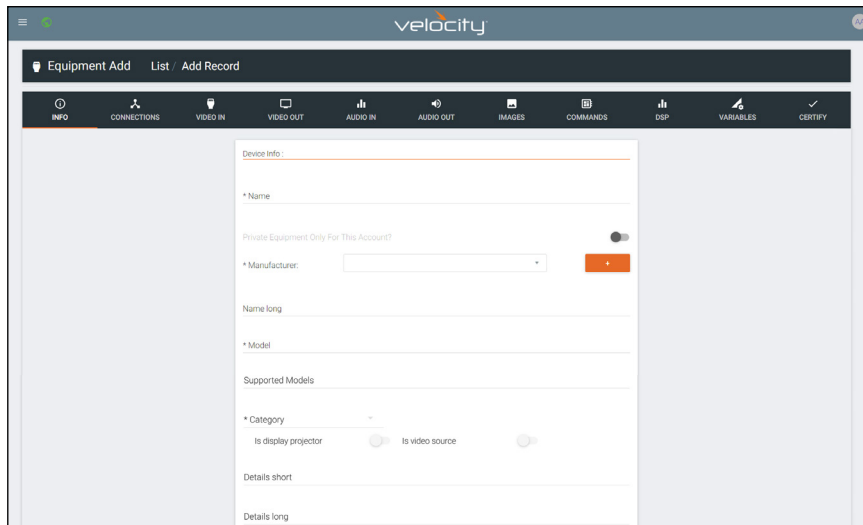 velocity
Equipment Add List / Add Record
INFO CONNECTIONS VIDEO IN VIDEO OUT AUDIO IN AUDIO OUT IMAGES COMMANDS DSP VARIABLES CERTIFY
Device Info :
* Name
Private Equipment Only For This Account?
* Manufacturer: +
Name long
* Model
Supported Models
* Category
Is display projector Is video source
Details short
Details long